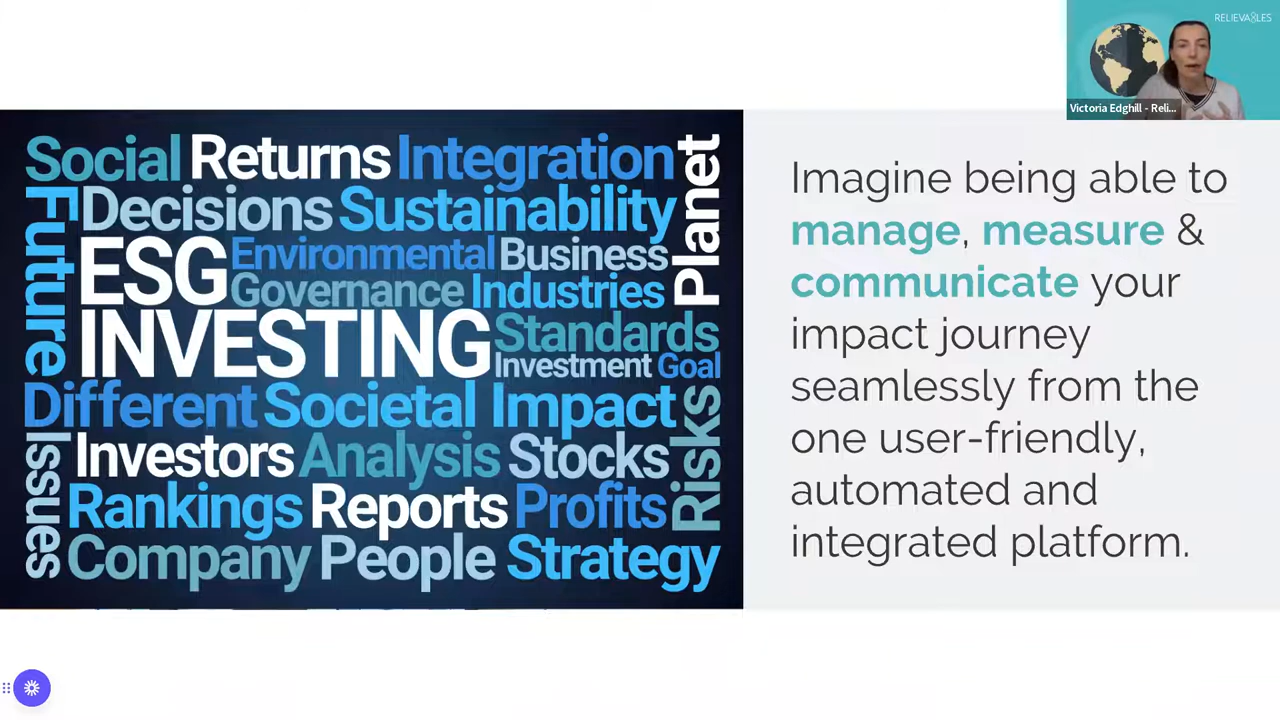 RELIEVABLES
Victoria Edghill - Reli...
Social Returns Integration
Planet
Future
Decisions Sustainability
ESG
Environmental Business
Governance Industries
INVESTING
Standards
Investment Goal
Different Societal Impact
Risks
Issues
Investors Analysis Stocks
Rankings Reports Profits
Company People Strategy
Imagine being able to
manage, measure &
communicate your
impact journey
seamlessly from the
one user-friendly,
automated and
integrated platform.